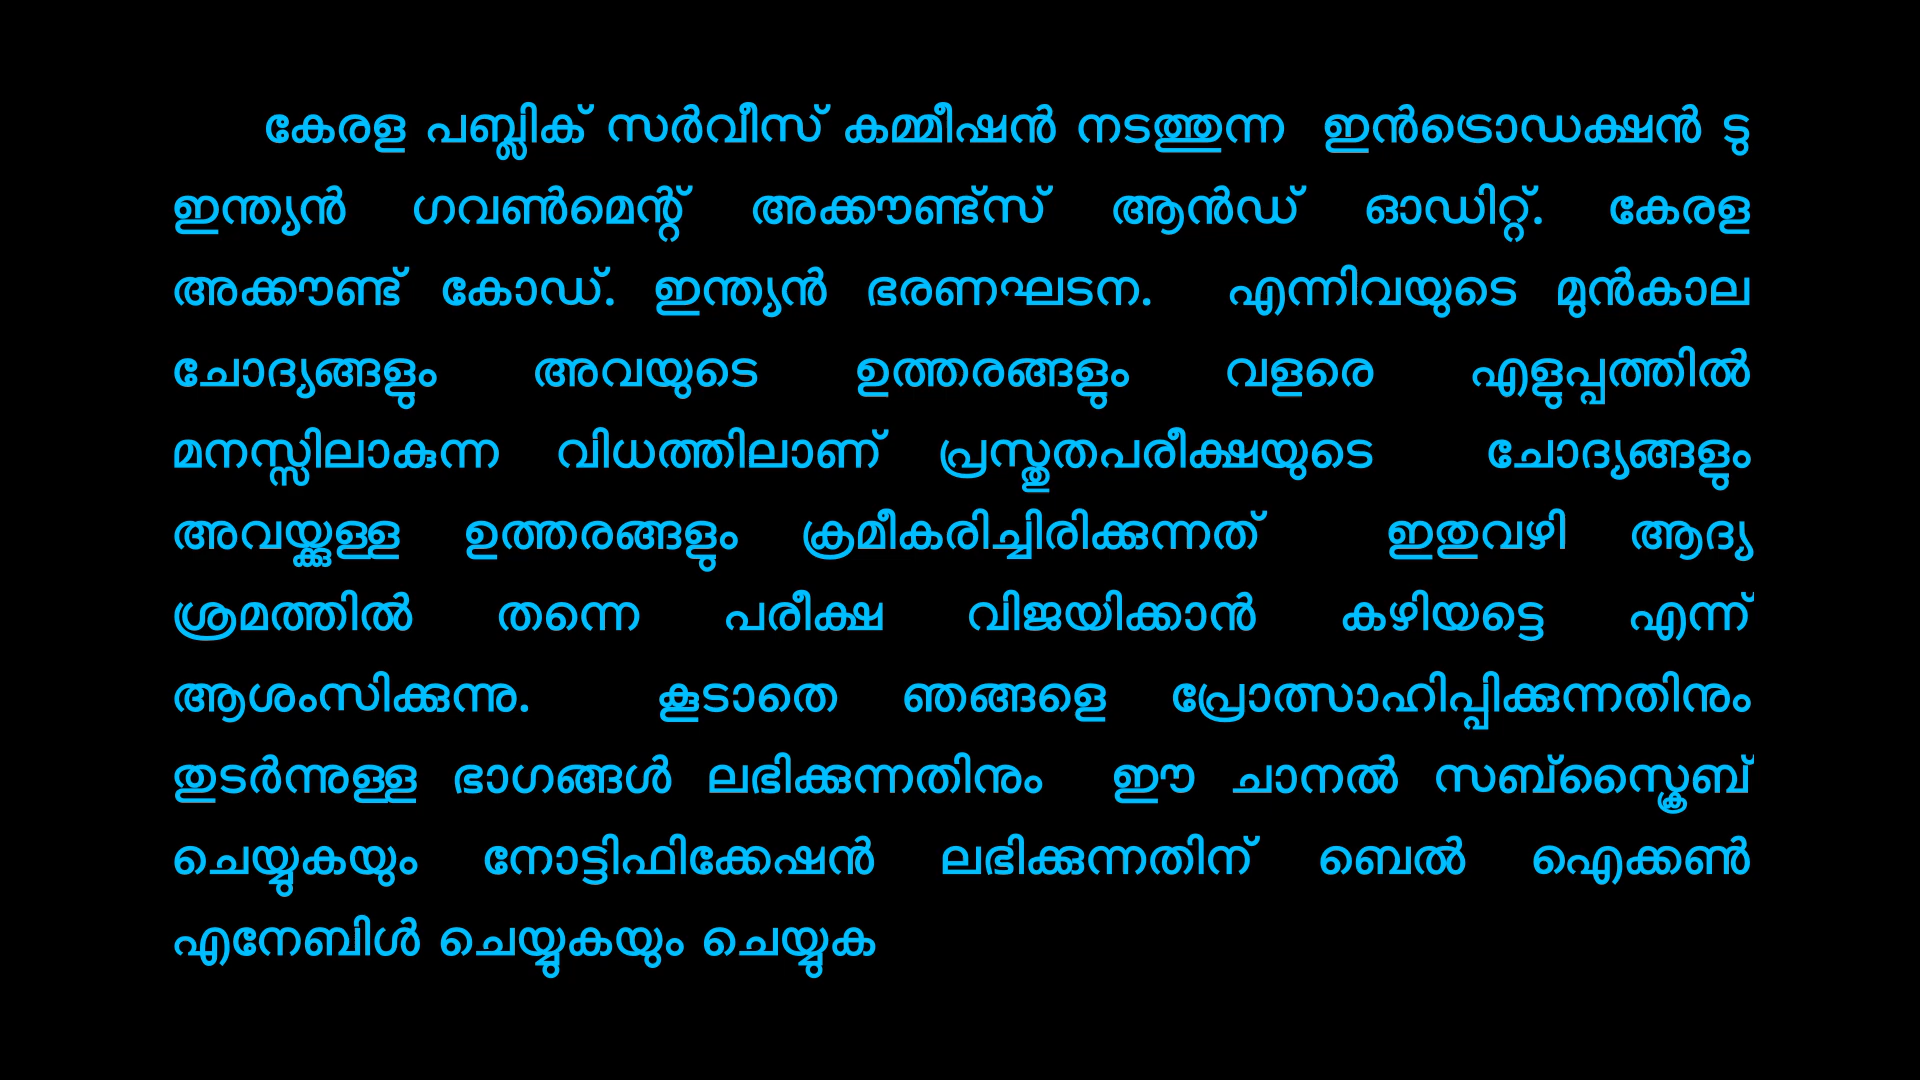 കേരള പബ്ലിക് സർവീസ് കമ്മീഷൻ നടത്തുന്ന ഇൻട്രൊഡക്ഷൻ ടു
ഇന്ത്യൻ ഗവൺമെന്റ് അക്കൗണ്ട്സ് ആൻഡ് ഓഡിറ്റ്. കേരള
അക്കൗണ്ട് കോഡ്. ഇന്ത്യൻ ഭരണഘടന. എന്നിവയുടെ മുൻകാല
ചോദ്യങ്ങളും അവയുടെ ഉത്തരങ്ങളും വളരെ എളുപ്പത്തിൽ
മനസ്സിലാകുന്ന വിധത്തിലാണ് പ്രസ്തുതപരീക്ഷയുടെ ചോദ്യങ്ങളും
അവയ്ക്കുള്ള ഉത്തരങ്ങളും ക്രമീകരിച്ചിരിക്കുന്നത് ഇതുവഴി ആദ്യ
ശ്രമത്തിൽ തന്നെ പരീക്ഷ വിജയിക്കാൻ കഴിയട്ടെ എന്ന്
ആശംസിക്കുന്നു. കൂടാതെ ഞങ്ങളെ പ്രോത്സാഹിപ്പിക്കുന്നതിനും
തുടർന്നുള്ള ഭാഗങ്ങൾ ലഭിക്കുന്നതിനും ഈ ചാനൽ സബ്സ്ക്രൈബ്
ചെയ്യുകയും നോട്ടിഫിക്കേഷൻ ലഭിക്കുന്നതിന് ബെൽ ഐക്കൺ
എനേബിൾ ചെയ്യുകയും ചെയ്യുക